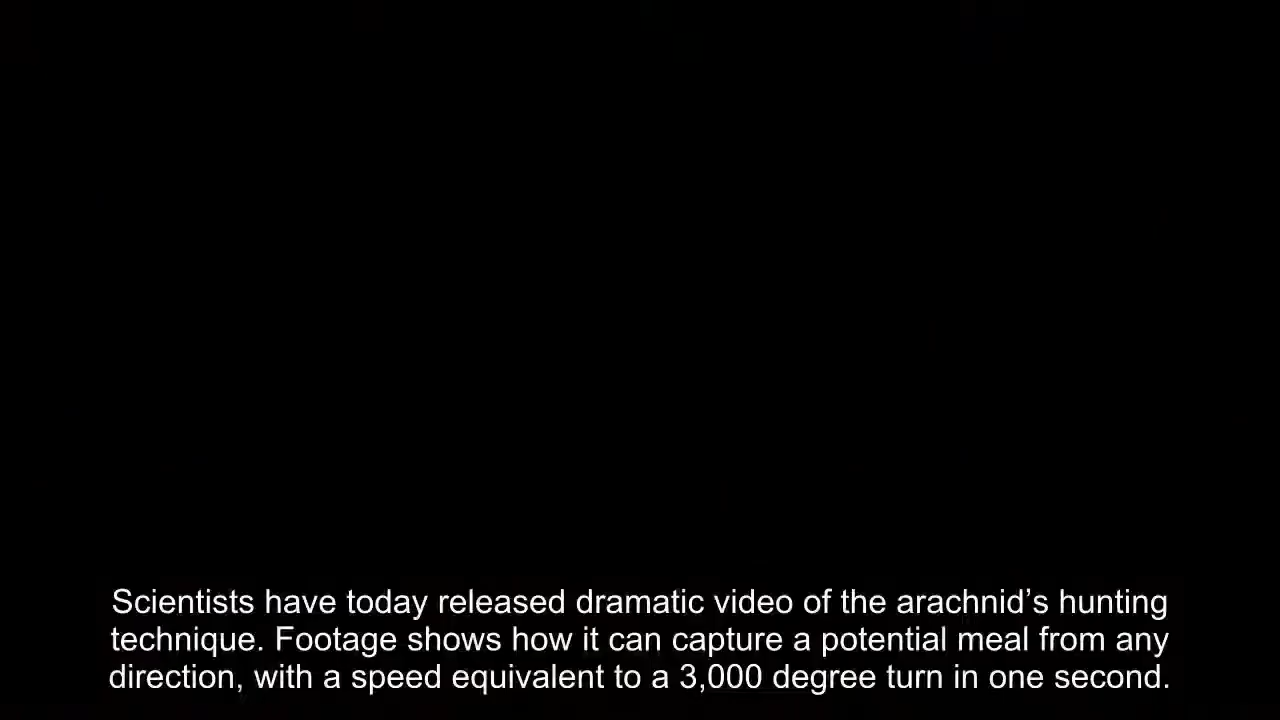 Scientists have today released dramatic video of the arachnid’s hunting
technique. Footage shows how it can capture a potential meal from any
direction, with a speed equivalent to a 3,000 degree turn in one second.